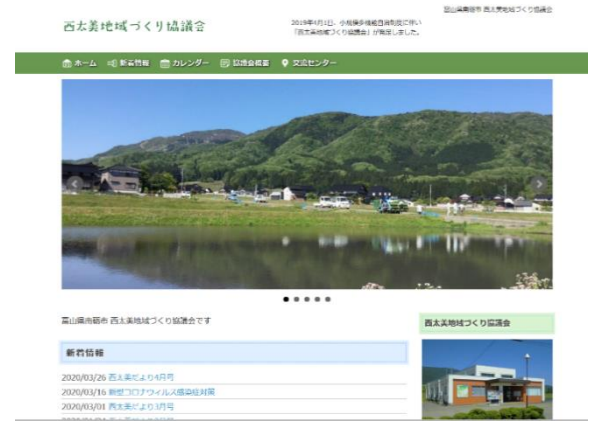 富山県南砺市 西太美地域づくり協議会
西太美地域づくり協議会
2019年4月1日、小規模多機能自治制度に伴い
「西太美地域づくり協議会」が発足しました。
ホーム 新着情報 カレンダー 協議会概要 交流センター
富山県南砺市 西太美地域づくり協議会です
西太美地域づくり協議会
新着情報
2020/03/26 西太美だより4月号
2020/03/16 新型コロナウィルス感染症対策
2020/03/01 西太美だより3月号